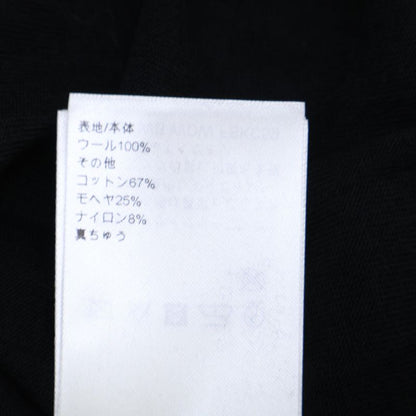 表地/本体
ウール100%
その他
コットン67%
モヘヤ25%
ナイロン8%
真ちゅう